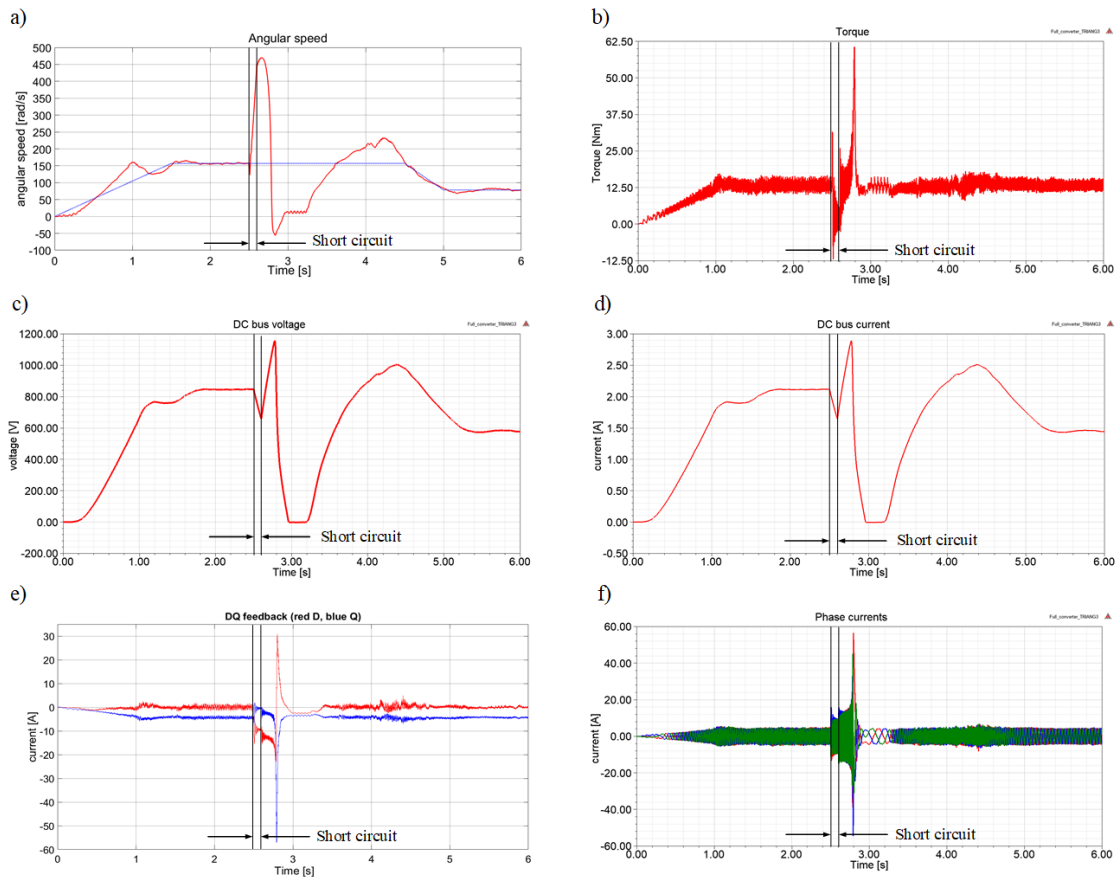 a)
Angular speed
angular speed [rad/s]
500
450
400
350
300
250
200
150
100
50
0
-50
-100
0
1
2
3
4
5
6
Time [s]
Short circuit
b)
Torque
Full_converter_TRIANG3
Torque [Nm]
62.50
50.00
37.50
25.00
12.50
0.00
-12.50
0.00
1.00
2.00
3.00
4.00
5.00
6.00
Time [s]
Short circuit
c)
DC bus voltage
Full_converter_TRIANG3
voltage [V]
1200.00
1000.00
800.00
600.00
400.00
200.00
0.00
-200.00
0.00
1.00
2.00
3.00
4.00
5.00
6.00
Time [s]
Short circuit
d)
DC bus current
Full_converter_TRIANG3
current [A]
3.00
2.50
2.00
1.50
1.00
0.50
0.00
-0.50
0.00
1.00
2.00
3.00
4.00
5.00
6.00
Time [s]
Short circuit
e)
DQ feedback (red D, blue Q)
current [A]
30
20
10
0
-10
-20
-30
-40
-50
-60
0
1
2
3
4
5
6
Time [s]
Short circuit
f)
Phase currents
Full_converter_TRIANG3
current [A]
60.00
40.00
20.00
0.00
-20.00
-40.00
-60.00
0.00
1.00
2.00
3.00
4.00
5.00
6.00
Time [s]
Short circuit